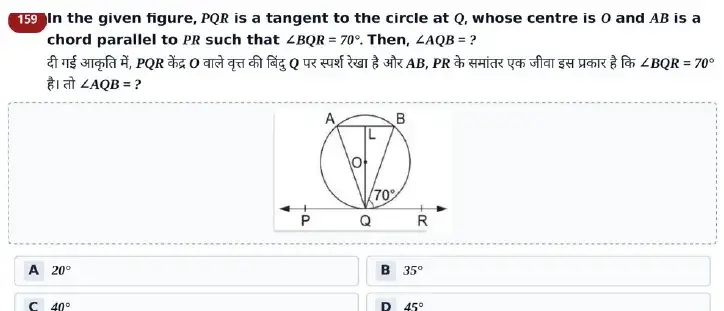 159 In the given figure, PQR is a tangent to the circle at Q, whose centre is O and AB is a
chord parallel to PR such that ∠BQR = 70°. Then, ∠AQB = ?
दी गई आकृति में, PQR केंद्र O वाले वृत्त की बिंदु Q पर स्पर्श रेखा है और AB, PR के समांतर एक जीवा इस प्रकार है कि ∠BQR = 70°
है। तो ∠AQB = ?
A B
L
O
70°
P Q R
A 20° B 35°
C 40° D 45°